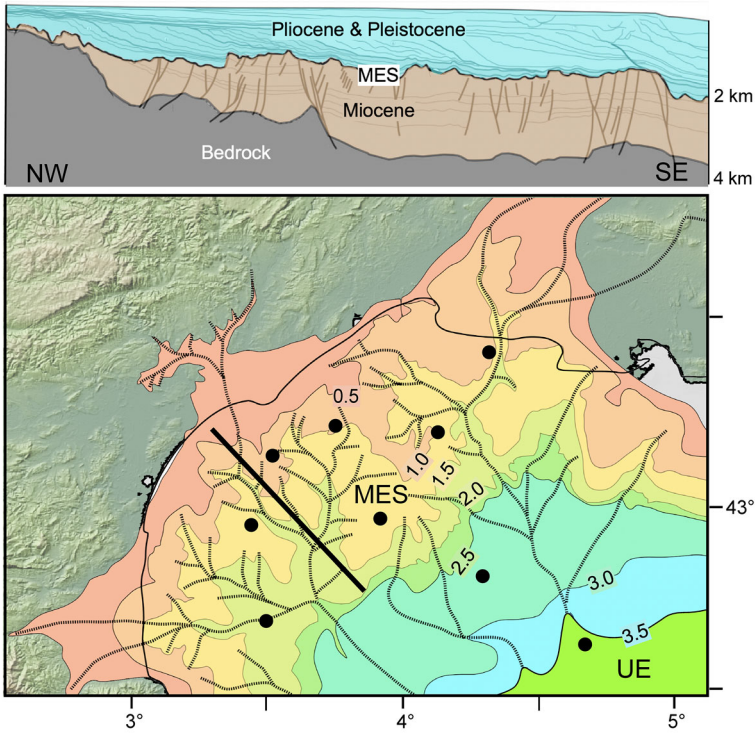 Pliocene & Pleistocene
MES
Miocene
2 km
Bedrock
NW
SE
4 km
0.5
1.0
1.5
MES
2.0
43°
2.5
3.0
3.5
UE
3°
4°
5°